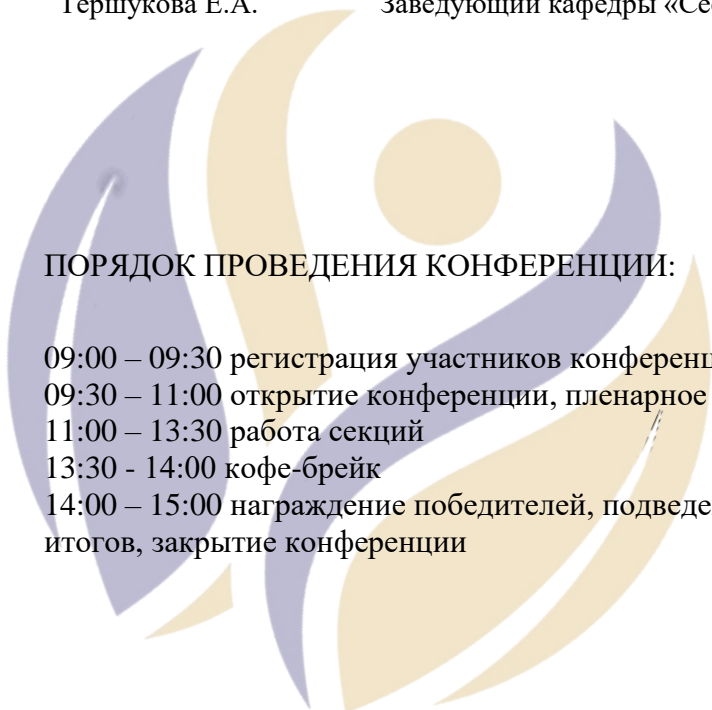 Тершукова Е.А. Заведующий кафедры «Се
ПОРЯДОК ПРОВЕДЕНИЯ КОНФЕРЕНЦИИ:
09:00 – 09:30 регистрация участников конференц
09:30 – 11:00 открытие конференции, пленарное
11:00 – 13:30 работа секций
13:30 - 14:00 кофе-брейк
14:00 – 15:00 награждение победителей, подведе
итогов, закрытие конференции